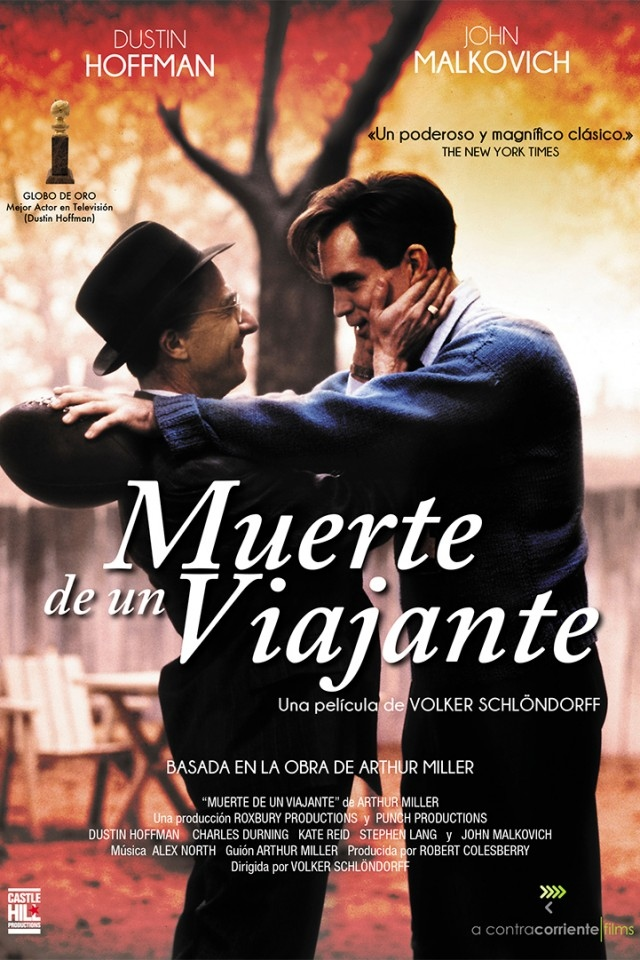 DUSTIN
HOFFMAN
JOHN
MALKOVICH
«Un poderoso y magnífico clásico.»
THE NEW YORK TIMES
GLOBO DE ORO
Mejor Actor en Televisión
(Dustin Hoffman)
Muerte
de un Viajante
Una película de VOLKER SCHLÖNDORFF
BASADA EN LA OBRA DE ARTHUR MILLER
“MUERTE DE UN VIAJANTE” de ARTHUR MILLER
Una producción ROXBURY PRODUCTIONS y PUNCH PRODUCTIONS
DUSTIN HOFFMAN CHARLES DURNING KATE REID STEPHEN LANG y JOHN MALKOVICH
Música ALEX NORTH Guión ARTHUR MILLER Producida por ROBERT COLESBERRY
Dirigida por VOLKER SCHLÖNDORFF
CASTLE
HILL
PRODUCTIONS
a contracorriente films